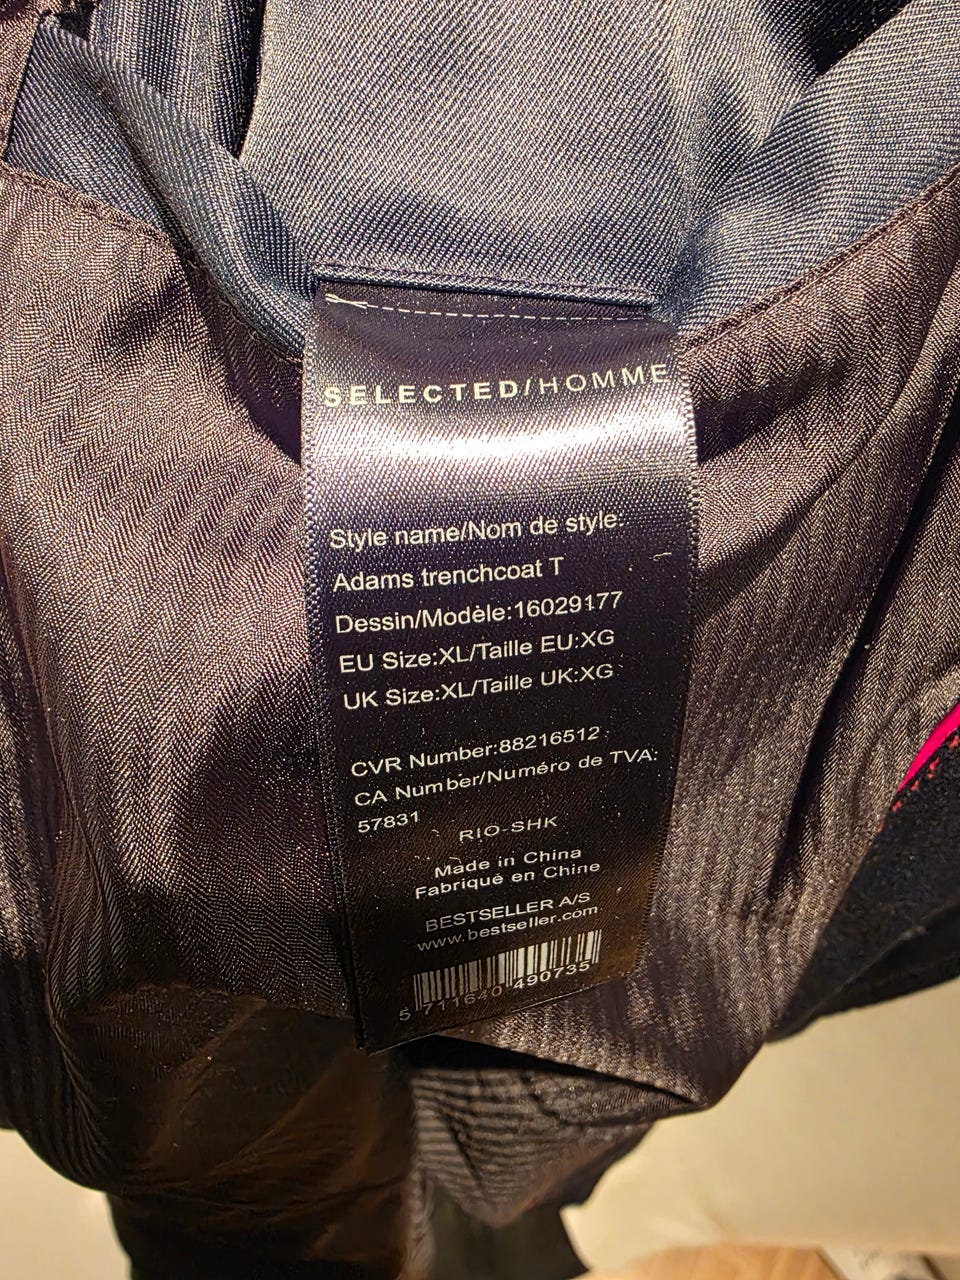 SELECTED/HOMME
Style name/Nom de style:
Adams trenchcoat T
Dessin/Modèle:16029177
EU Size:XL/Taille EU:XG
UK Size:XL/Taille UK:XG
CVR Number:88216512
CA Number/Numéro de TVA:
57831
RIO-SHK
Made in China
Fabriqué en Chine
BESTSELLER A/S
www.bestseller.com
5 711640 490735